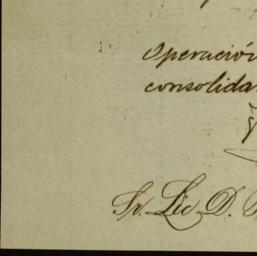 Operación
consolida
Sr. Lic. D.